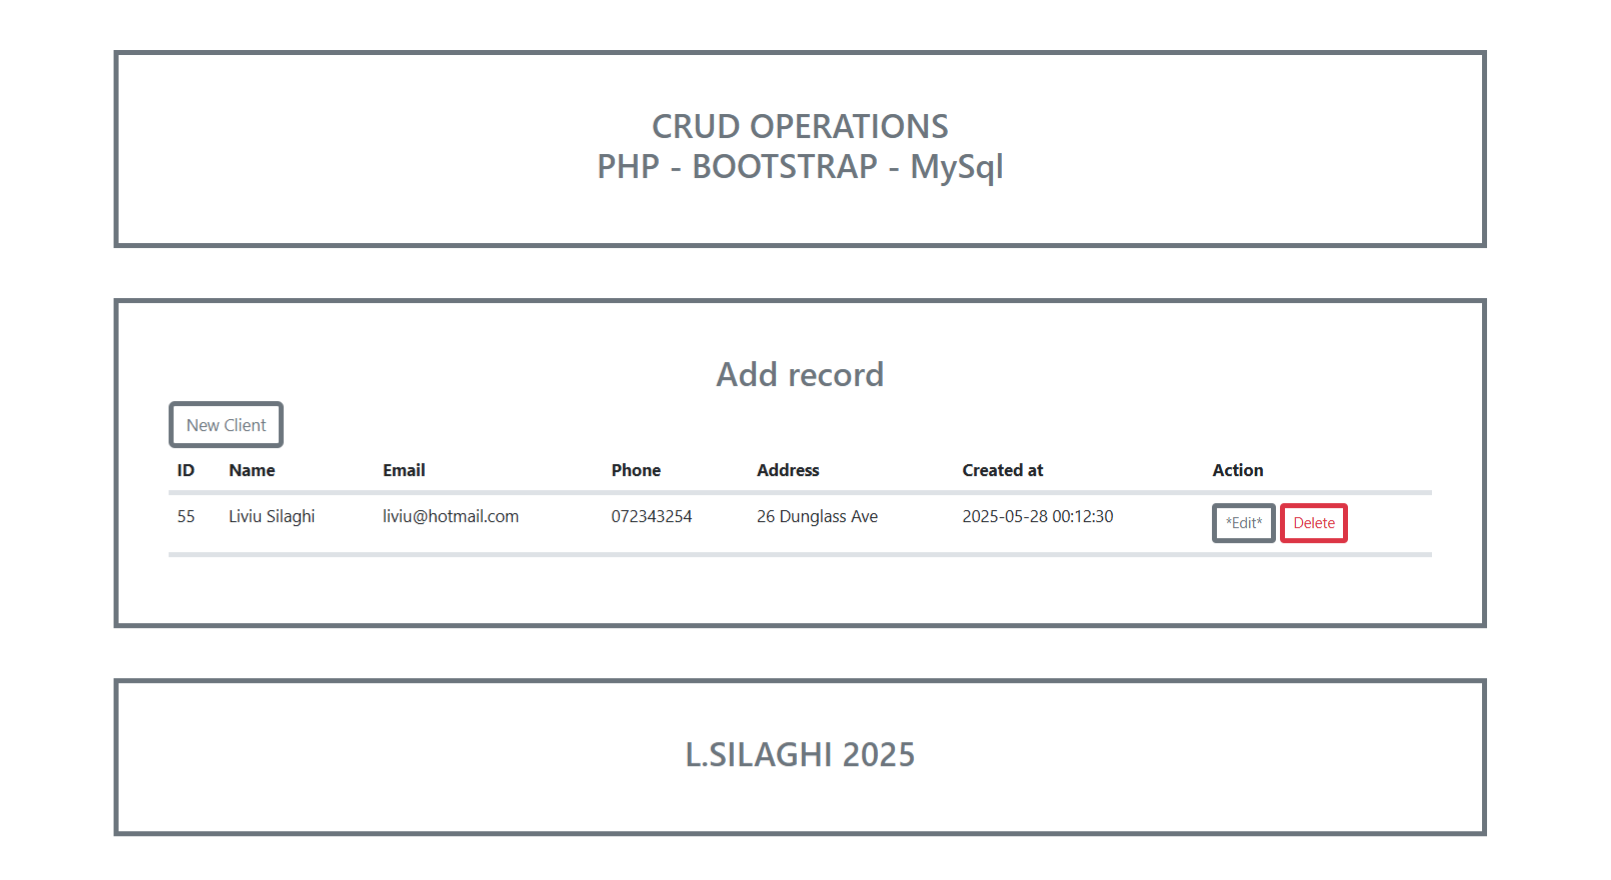 CRUD OPERATIONS
PHP - BOOTSTRAP - MySql
Add record
New Client
ID Name Email Phone Address Created at Action
55 Liviu Silaghi liviu@hotmail.com 072343254 26 Dunglass Ave 2025-05-28 00:12:30 *Edit* Delete
L.SILAGHI 2025